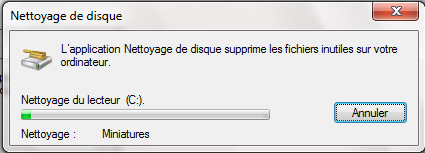 Nettoyage de disque
L'application Nettoyage de disque supprime les fichiers inutiles sur votre
ordinateur.
Nettoyage du lecteur (C:).
Annuler
Nettoyage : Miniatures